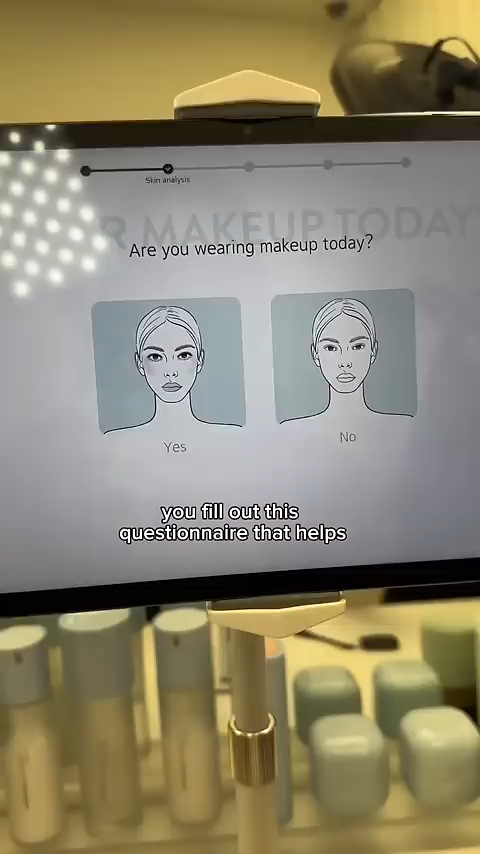 Skin analysis
R MAKEUP TODAY
Are you wearing makeup today?
Yes
No
you fill out this
questionnaire that helps